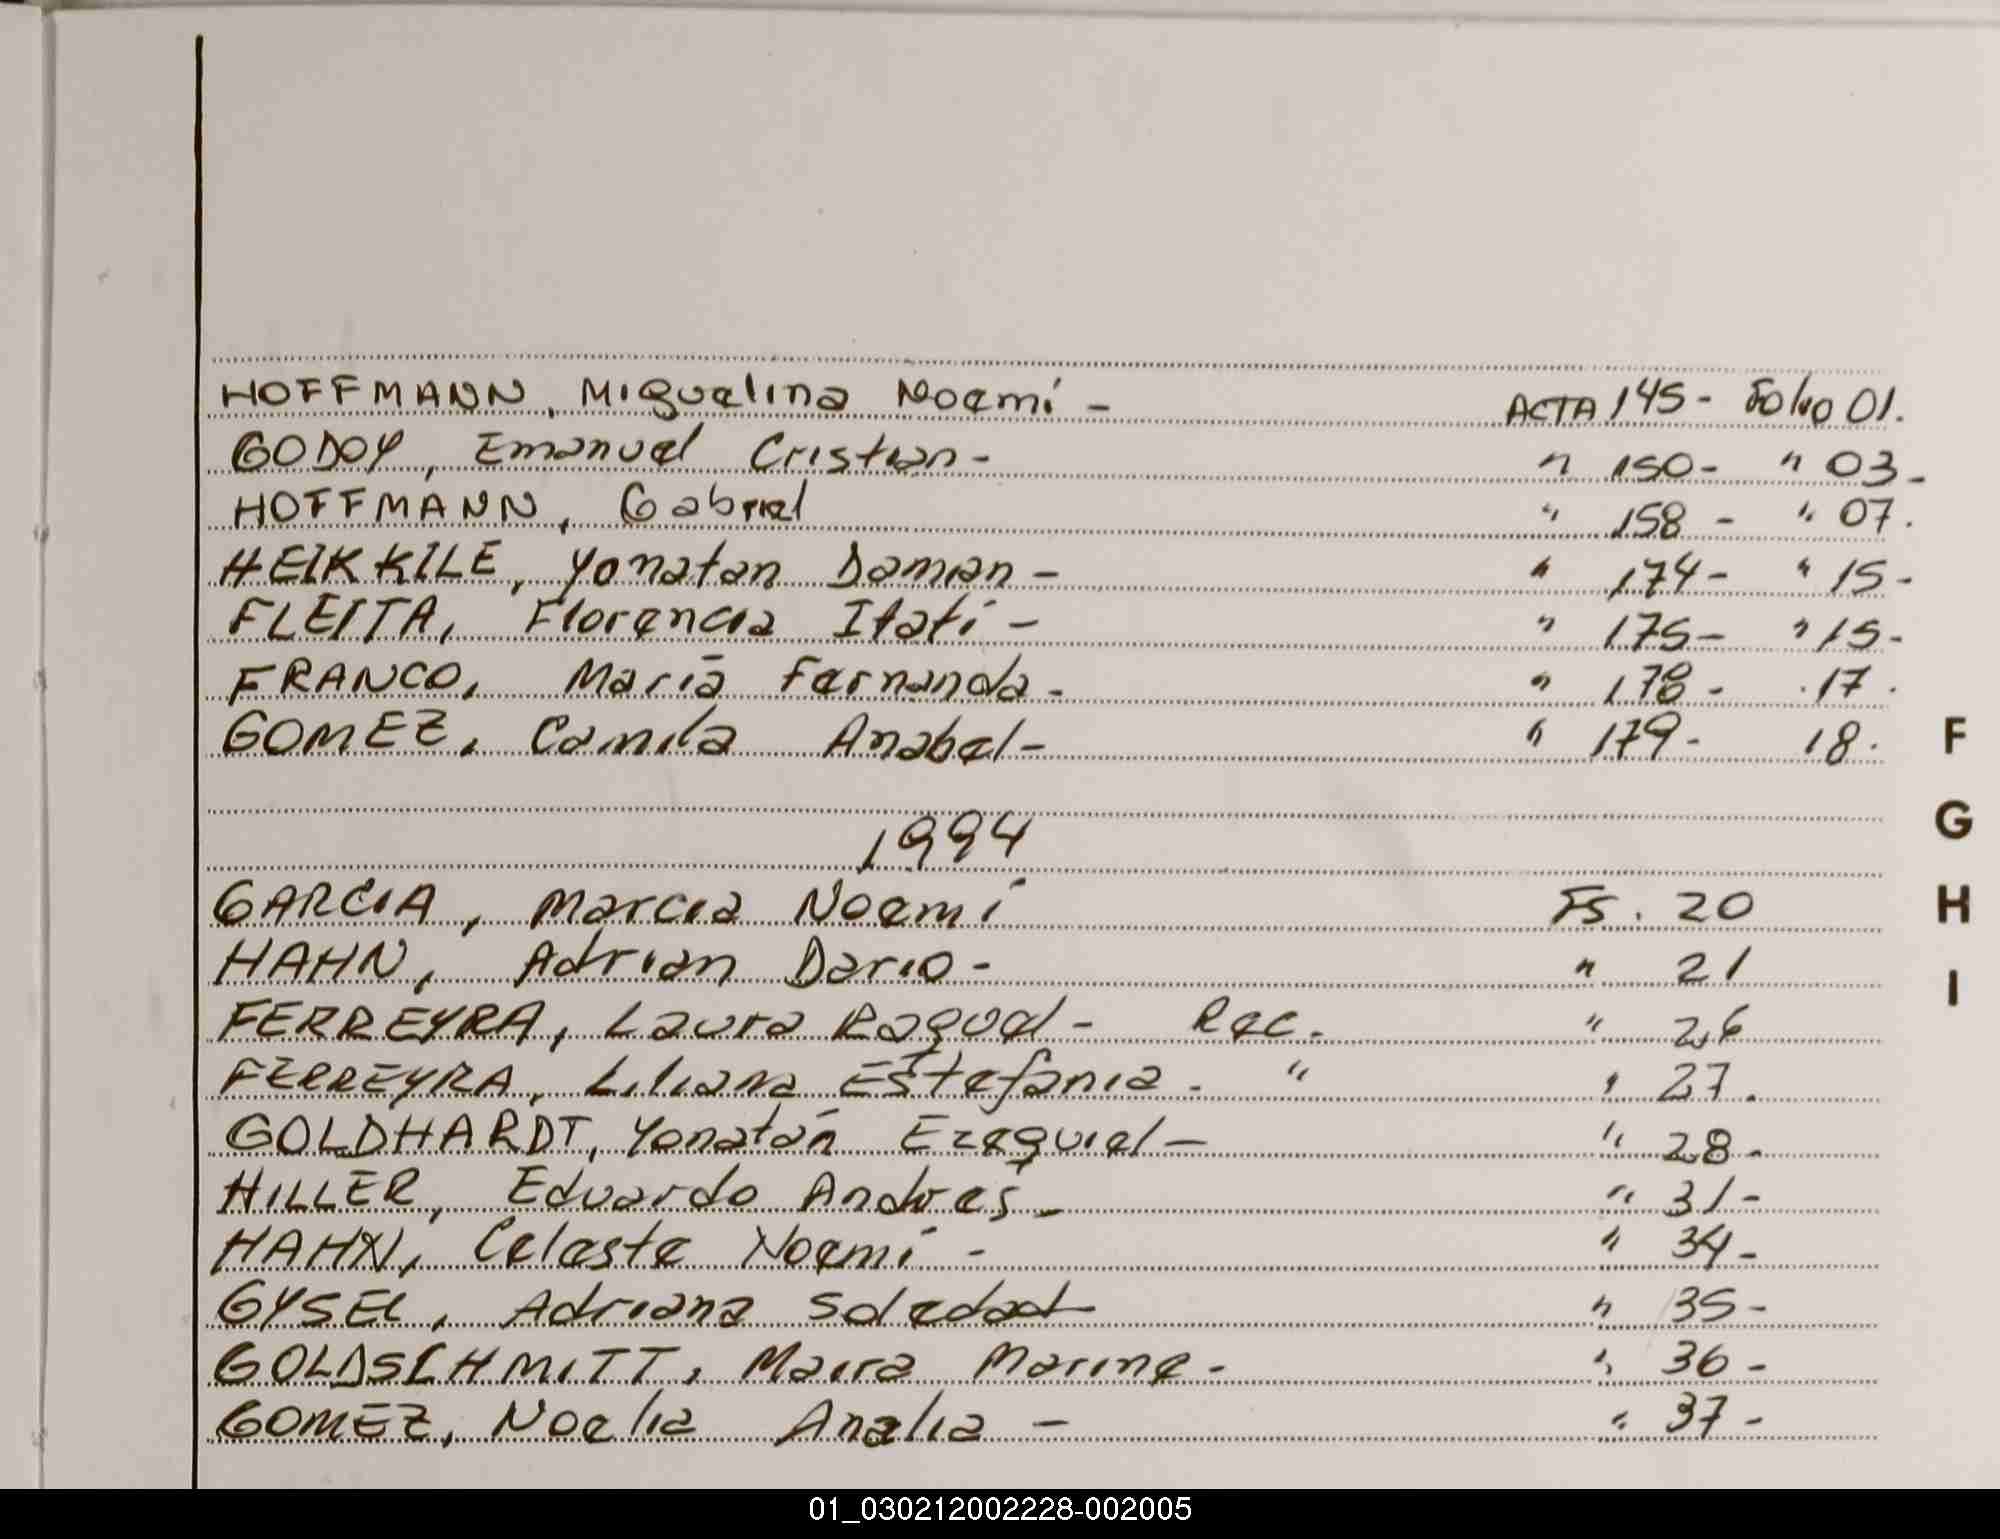 HOFFMANN, Miguelina Noemí - ACTA 145 - Folio 01.
GODOY, Emanuel Cristian - " 150 - " 03 -
HOFFMANN, Gabriel " 158 - " 07.
HEIKKILE, Yonatan Damian - " 174 - " 15 -
FLEITA, Florencia Itatí - " 175 - " 15 -
FRANCO, María Fernanda - " 178 - . 17.
GOMEZ, Camila Anabel - " 179 - 18.
1994
F
G
H
I
GARCIA, Marcia Noemí Fs. 20
HAHN, Adrian Dario - " 21
FERREYRA, Laura Raquel - Rec. " 26
FERREYRA, Liliana Estefania - " " 27.
GOLDHARDT, Yonatán Ezequiel - " 28 -
HILLER, Eduardo Andres - " 31 -
HAHN, Celeste Noemí - " 34 -
GYSEL, Adriana Soledad " 35 -
GOLDSCHMITT, Maira Marine - " 36 -
GOMEZ, Noelia Analia - " 37 -
01_030212002228-002005